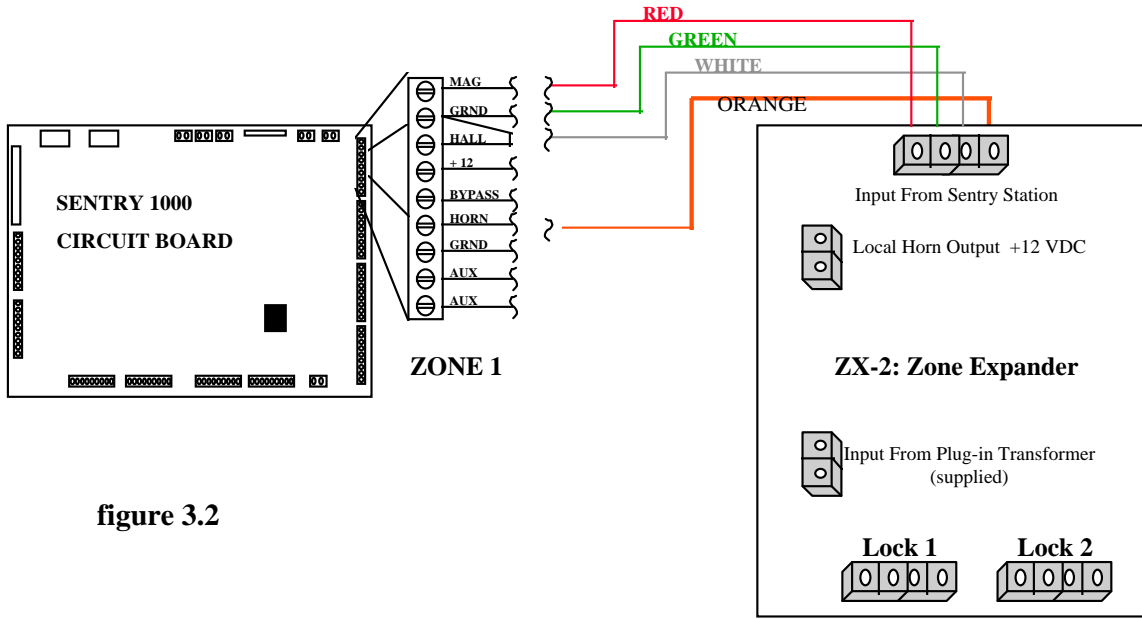 RED
GREEN
WHITE
ORANGE
MAG
GRND
HALL
+ 12
BYPASS
HORN
GRND
AUX
AUX
SENTRY 1000
CIRCUIT BOARD
ZONE 1
Input From Sentry Station
Local Horn Output +12 VDC
ZX-2: Zone Expander
Input From Plug-in Transformer
(supplied)
Lock 1
Lock 2
figure 3.2